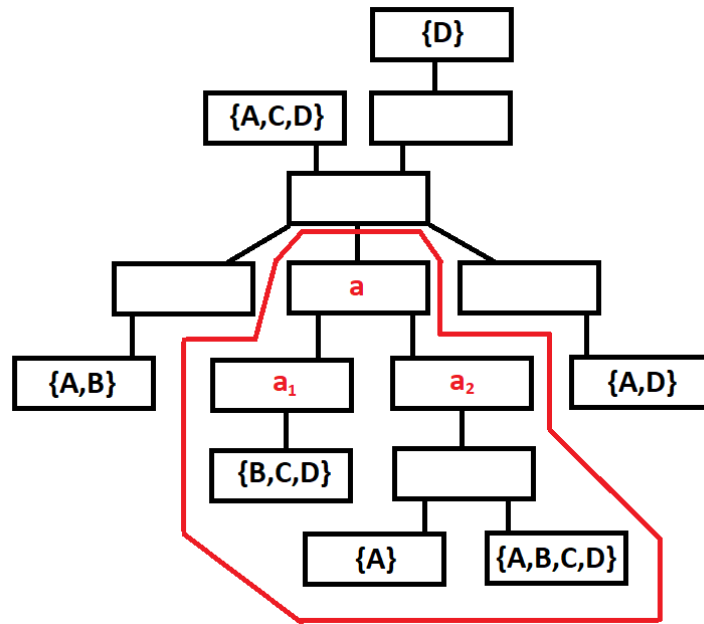 {D}
{A,C,D}
a
{A,B}
a₁
a₂
{A,D}
{B,C,D}
{A}
{A,B,C,D}